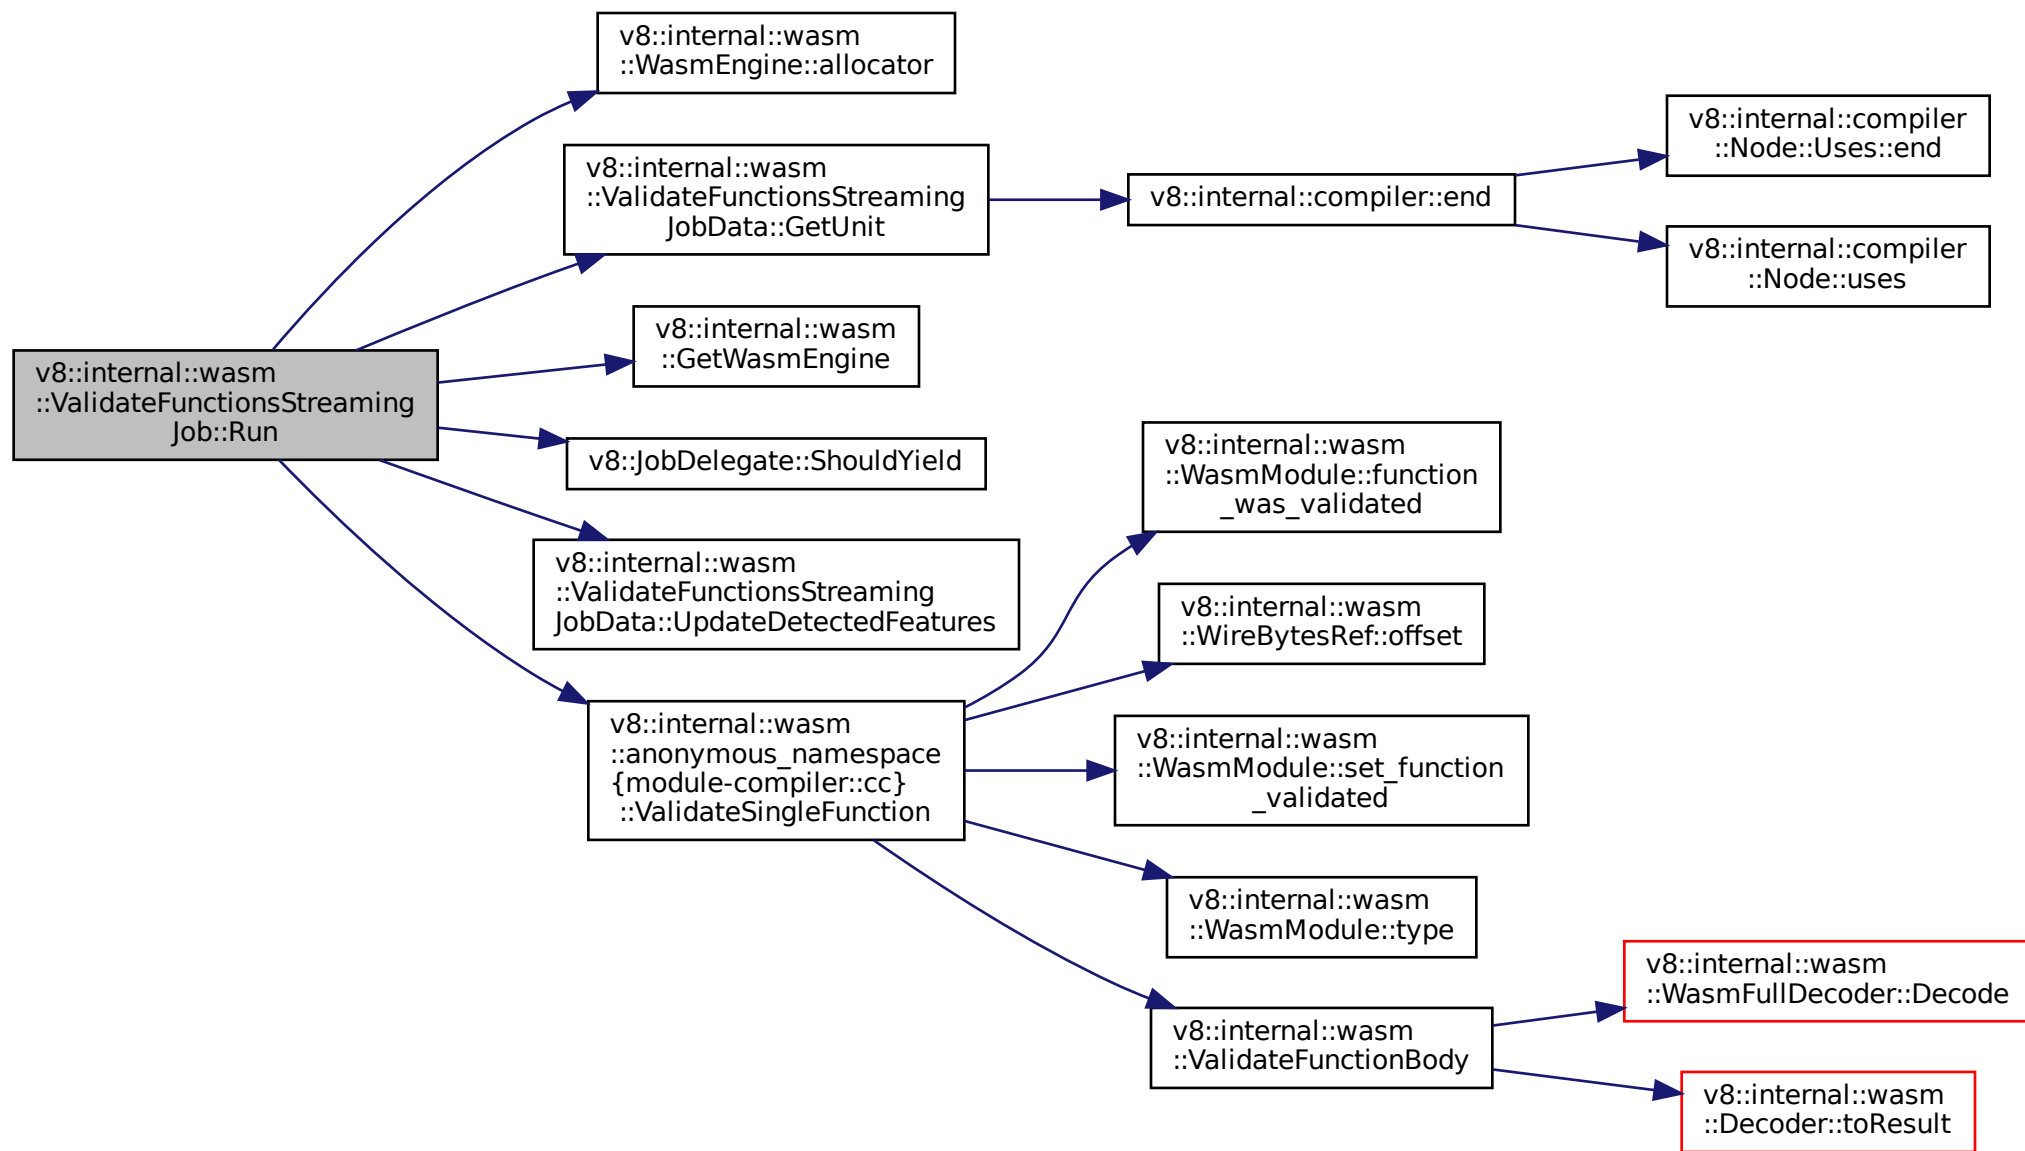 v8::internal::wasm
::ValidateFunctionsStreaming
Job::Run
v8::internal::wasm
::WasmEngine::allocator
v8::internal::wasm
::ValidateFunctionsStreaming
JobData::GetUnit
v8::internal::compiler::end
v8::internal::compiler
::Node::Uses::end
v8::internal::compiler
::Node::uses
v8::internal::wasm
::GetWasmEngine
v8::JobDelegate::ShouldYield
v8::internal::wasm
::ValidateFunctionsStreaming
JobData::UpdateDetectedFeatures
v8::internal::wasm
::anonymous_namespace
{module-compiler::cc}
::ValidateSingleFunction
v8::internal::wasm
::WasmModule::function
_was_validated
v8::internal::wasm
::WireBytesRef::offset
v8::internal::wasm
::WasmModule::set_function
_validated
v8::internal::wasm
::WasmModule::type
v8::internal::wasm
::ValidateFunctionBody
v8::internal::wasm
::WasmFullDecoder::Decode
v8::internal::wasm
::Decoder::toResult